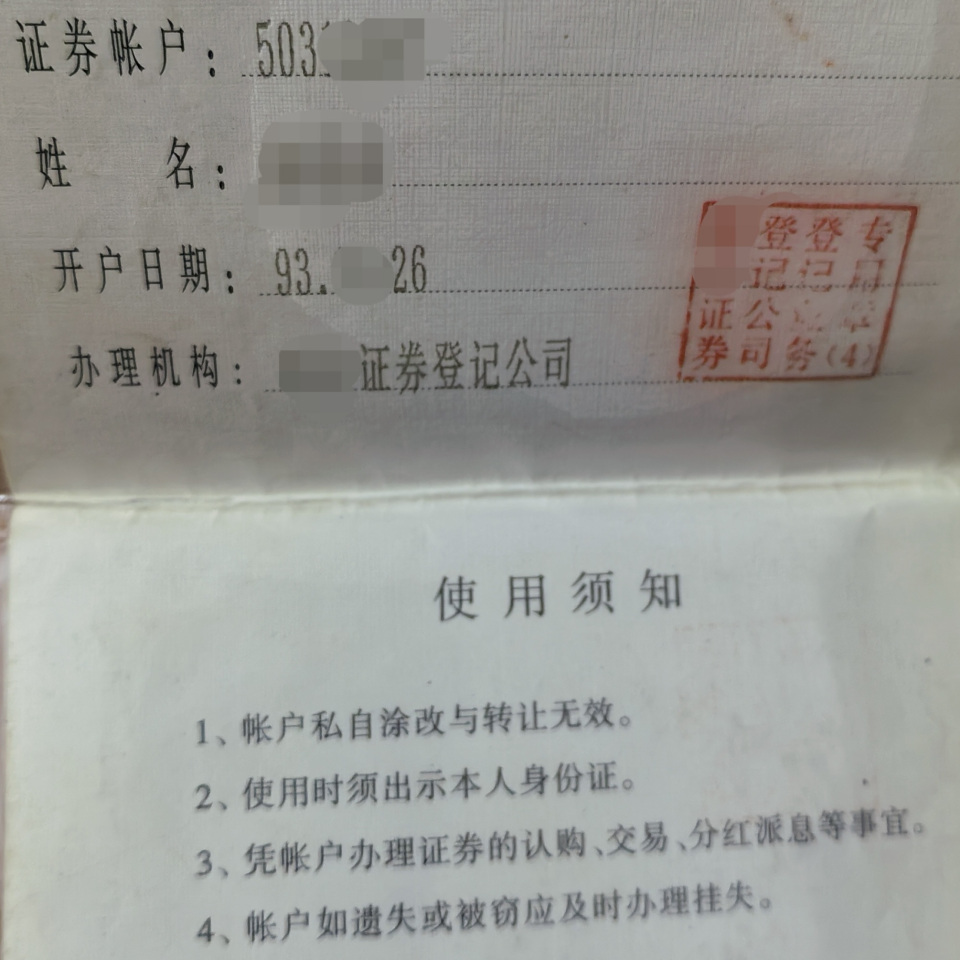 证券帐户：503
姓名：
开户日期：93. 26
办理机构： 证券登记公司
登登专
记记用
证公 章
券司务(4)
使用须知
1、帐户私自涂改与转让无效。
2、使用时须出示本人身份证。
3、凭帐户办理证券的认购、交易、分红派息等事宜。
4、帐户如遗失或被窃应及时办理挂失。